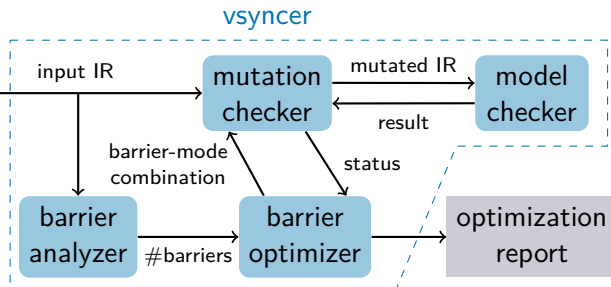 vsyncer
input IR
mutation
checker
mutated IR
model
checker
result
barrier-mode
combination
status
barrier
analyzer
#barriers
barrier
optimizer
optimization
report